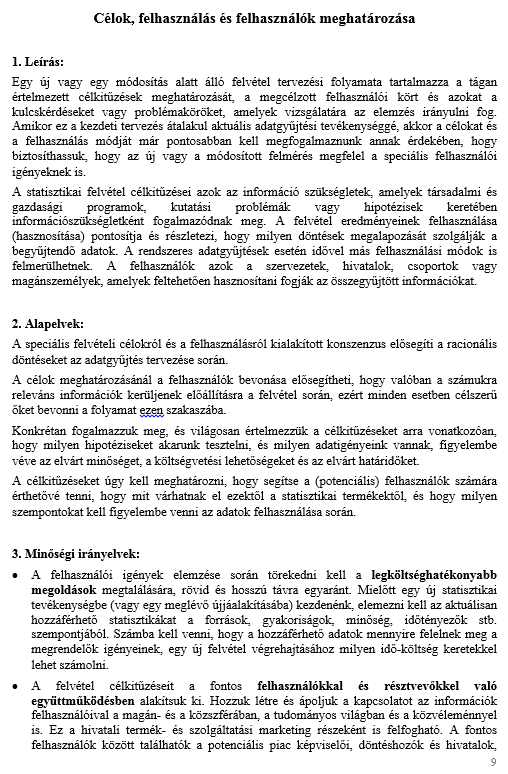 Célok, felhasználás és felhasználók meghatározása
1. Leírás:
Egy új vagy egy módosítás alatt álló felvétel tervezési folyamata tartalmazza a tágan
értelmezett célkitűzések meghatározását, a megcélzott felhasználói kört és azokat a
kulcskérdéseket vagy problémaköröket, amelyek vizsgálatára az elemzés irányulni fog.
Amikor ez a kezdeti tervezés átalakul aktuális adatgyűjtési tevékenységgé, akkor a célokat és
a felhasználás módját már pontosabban kell megfogalmaznunk annak érdekében, hogy
biztosíthassuk, hogy az új vagy a módosított felmérés megfelel a speciális felhasználói
igényeknek is.
A statisztikai felvétel célkitűzései azok az információ szükségletek, amelyek társadalmi és
gazdasági programok, kutatási problémák vagy hipotézisek keretében
információszükségletként fogalmazódnak meg. A felvétel eredményeinek felhasználása
(hasznosítása) pontosítja és részletezi, hogy milyen döntések megalapozását szolgálják a
begyűjtendő adatok. A rendszeres adatgyűjtések esetén idővel más felhasználási módok is
felmerülhetnek. A felhasználók azok a szervezetek, hivatalok, csoportok vagy
magánszemélyek, amelyek feltehetően hasznosítani fogják az összegyűjtött információkat.
2. Alapelvek:
A speciális felvételi célokról és a felhasználásról kialakított konszenzus elősegíti a racionális
döntéseket az adatgyűjtés tervezése során.
A célok meghatározásánál a felhasználók bevonása elősegítheti, hogy valóban a számukra
releváns információk kerüljenek előállításra a felvétel során, ezért minden esetben célszerű
őket bevonni a folyamat ezen szakaszába.
Konkrétan fogalmazzuk meg, és világosan értelmezzük a célkitűzéseket arra vonatkozóan,
hogy milyen hipotéziseket akarunk tesztelni, és milyen adatigényeink vannak, figyelembe
véve az elvárt minőséget, a költségvetési lehetőségeket és az elvárt határidőket.
A célkitűzéseket úgy kell meghatározni, hogy segítse a (potenciális) felhasználók számára
érthetővé tenni, hogy mit várhatnak el ezektől a statisztikai termékektől, és hogy milyen
szempontokat kell figyelembe venni az adatok felhasználása során.
3. Minőségi irányelvek:
• A felhasználói igények elemzése során törekedni kell a legköltséghatékonyabb
megoldások megtalálására, rövid és hosszú távra egyaránt. Mielőtt egy új statisztikai
tevékenységbe (vagy egy meglévő újjáalakításába) kezdenénk, elemezni kell az aktuálisan
hozzáférhető statisztikákat a források, gyakoriságok, minőség, időtényezők stb.
szempontjából. Számba kell venni, hogy a hozzáférhető adatok mennyire felelnek meg a
megrendelők igényeinek, egy új felvétel végrehajtásához milyen idő-költség keretekkel
lehet számolni.
• A felvétel célkitűzéseit a fontos felhasználókkal és résztvevőkkel való
együttműködésben alakítsuk ki. Hozzuk létre és ápoljuk a kapcsolatot az információk
felhasználóival a magán- és a közszférában, a tudományos világban és a közvéleménnyel
is. Ez a hivatali termék- és szolgáltatási marketing részeként is felfogható. A fontos
felhasználók között találhatók a potenciális piac képviselői, döntéshozók és hivatalok,
9